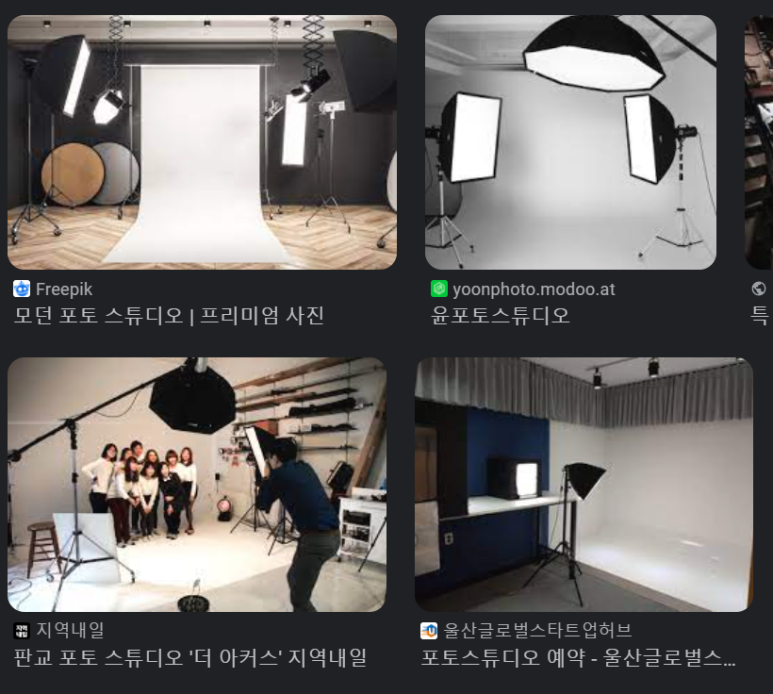 Freepik
모던 포토 스튜디오 | 프리미엄 사진
yoonphoto.modoo.at
윤포토스튜디오
특
지역내일
판교 포토 스튜디오 '더 아커스' 지역내일
울산글로벌스타트업허브
포토스튜디오 예약 - 울산글로벌스...